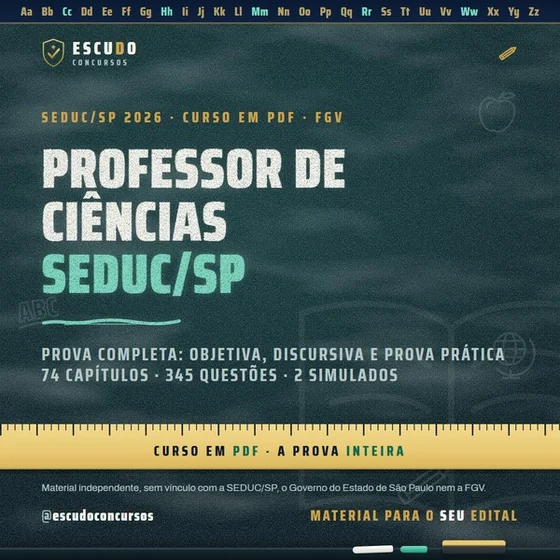 Aa Bb Cc Dd Ee Ff Gg Hh Ii Jj Kk Ll Mm Nn Oo Pp Qq Rr Ss Tt Uu Vv Ww Xx Yy Zz
ESCUDO
CONCURSOS
SEDUC/SP 2026 · CURSO EM PDF · FGV
PROFESSOR DE
CIÊNCIAS
SEDUC/SP
ABC
PROVA COMPLETA: OBJETIVA, DISCURSIVA E PROVA PRÁTICA
74 CAPÍTULOS · 345 QUESTÕES · 2 SIMULADOS
CURSO EM PDF · A PROVA INTEIRA
Material independente, sem vínculo com a SEDUC/SP, o Governo do Estado de São Paulo nem a FGV.
@escudoconcursos
MATERIAL PARA O SEU EDITAL